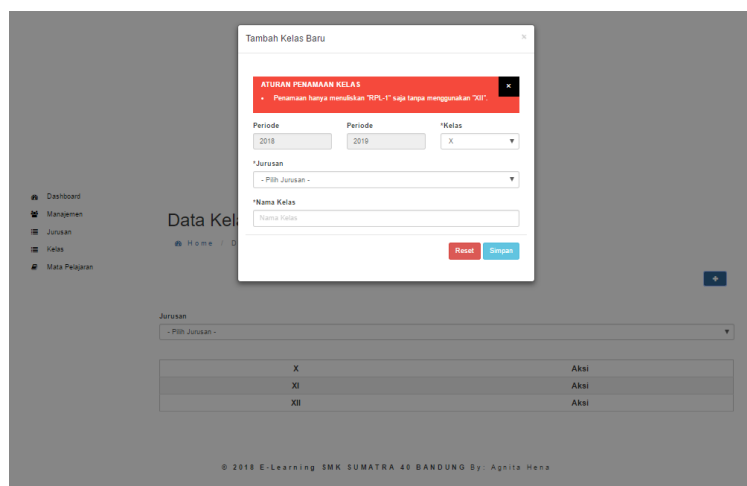 Tambah Kelas Baru ×
ATURAN PENAMAAN KELAS ×
• Penamaan hanya menuliskan "RPL-1" saja tanpa menggunakan "XII".
Periode Periode *Kelas
2018 2019 X
*Jurusan
- Pilih Jurusan -
*Nama Kelas
Nama Kelas
Reset Simpan
Dashboard
Manajemen
Jurusan
Kelas
Mata Pelajaran
Data Kel
Home / D
+
Jurusan
- Pilih Jurusan -
X Aksi
XI Aksi
XII Aksi
© 2018 E-Learning SMK SUMATRA 40 BANDUNG By: Agnita Hena